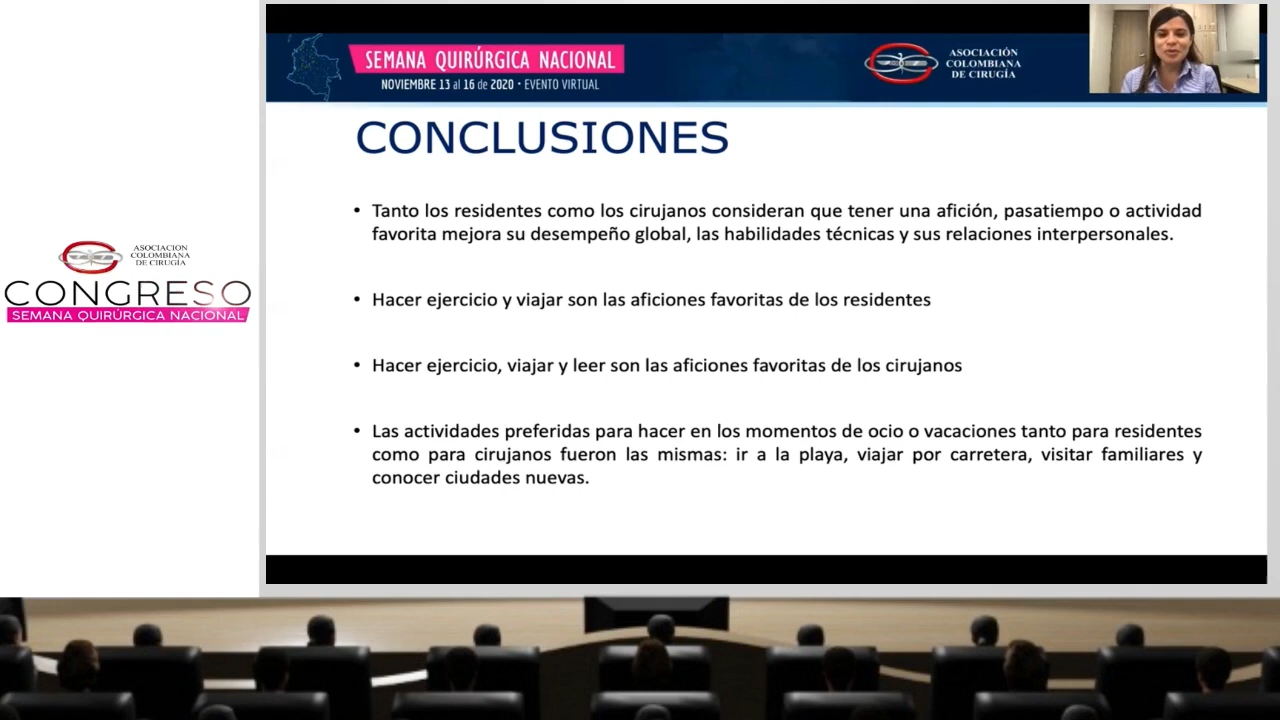 SEMANA QUIRÚRGICA NACIONAL
NOVIEMBRE 13 al 16 de 2020 • EVENTO VIRTUAL
ASOCIACIÓN
COLOMBIANA
DE CIRUGÍA
CONCLUSIONES
• Tanto los residentes como los cirujanos consideran que tener una afición, pasatiempo o actividad
favorita mejora su desempeño global, las habilidades técnicas y sus relaciones interpersonales.
• Hacer ejercicio y viajar son las aficiones favoritas de los residentes
• Hacer ejercicio, viajar y leer son las aficiones favoritas de los cirujanos
• Las actividades preferidas para hacer en los momentos de ocio o vacaciones tanto para residentes
como para cirujanos fueron las mismas: ir a la playa, viajar por carretera, visitar familiares y
conocer ciudades nuevas.
ASOCIACION
COLOMBIANA
DE CIRUGÍA
CONGRESO
SEMANA QUIRÚRGICA NACIONAL